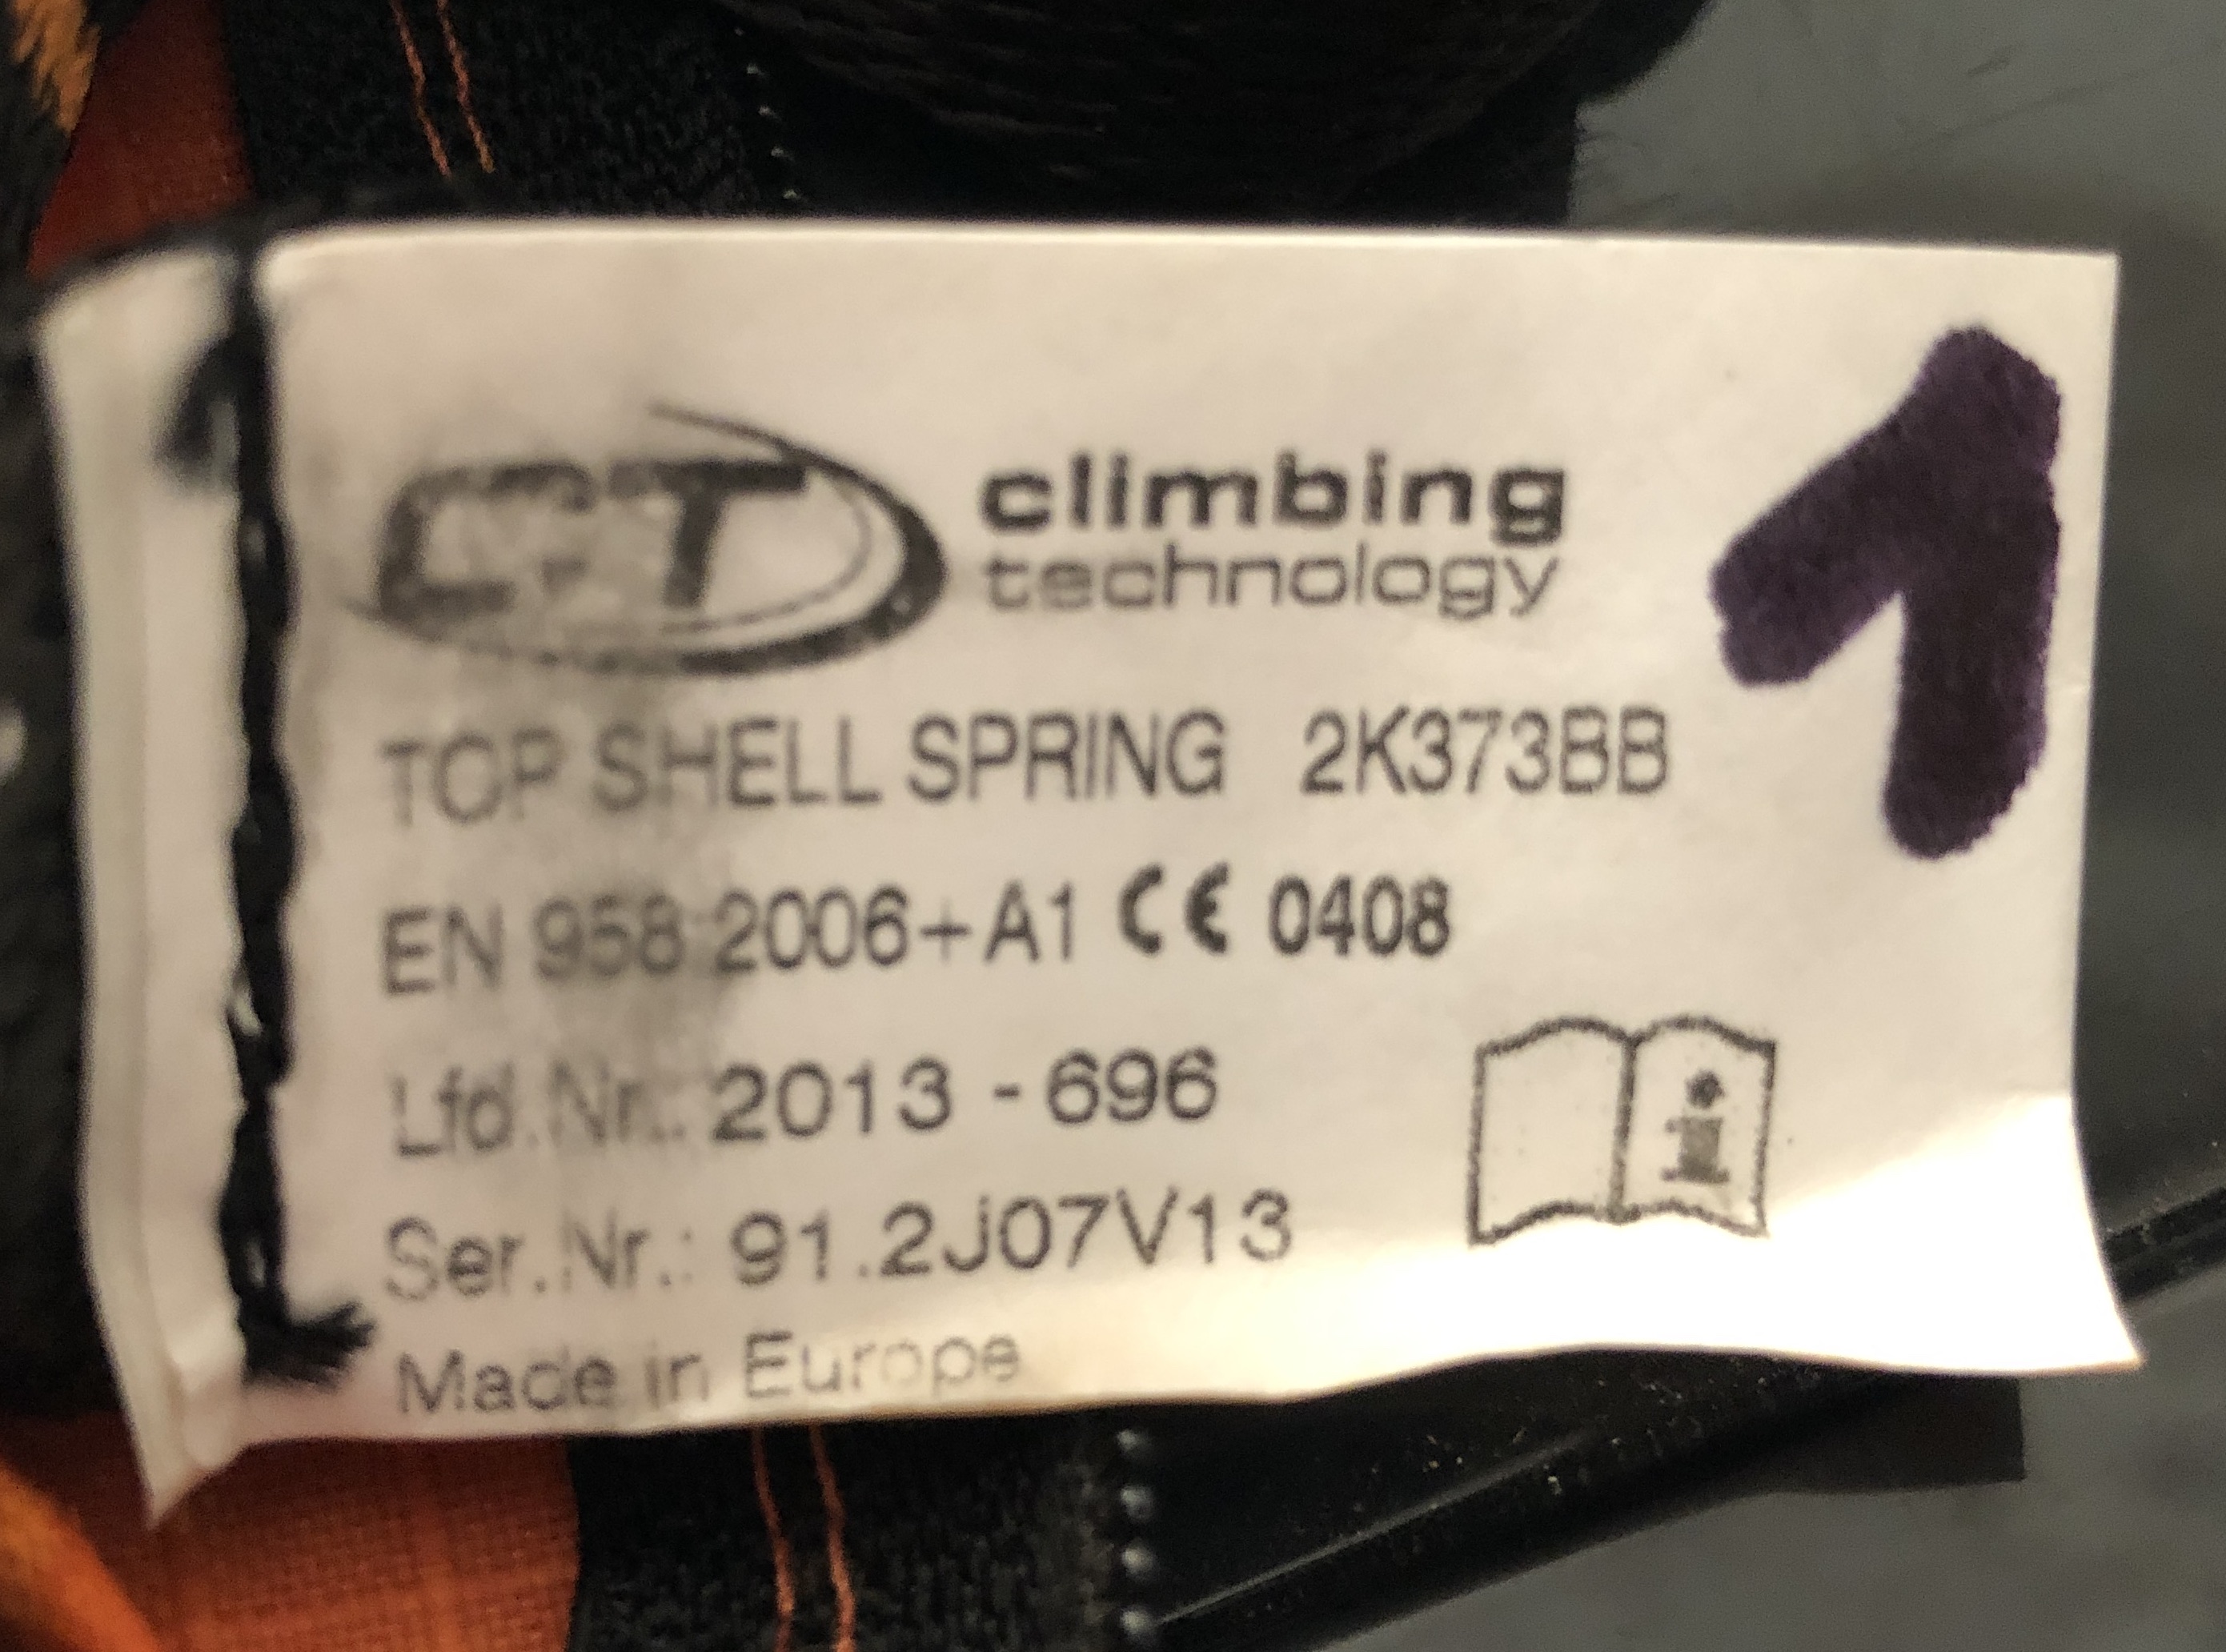 CT climbing
technology
1
TOP SHELL SPRING 2K373BB
EN 958:2006+A1 CE 0408
Lfd.Nr.: 2013 - 696
i
Ser.Nr.: 91.2J07V13
Made in Europe